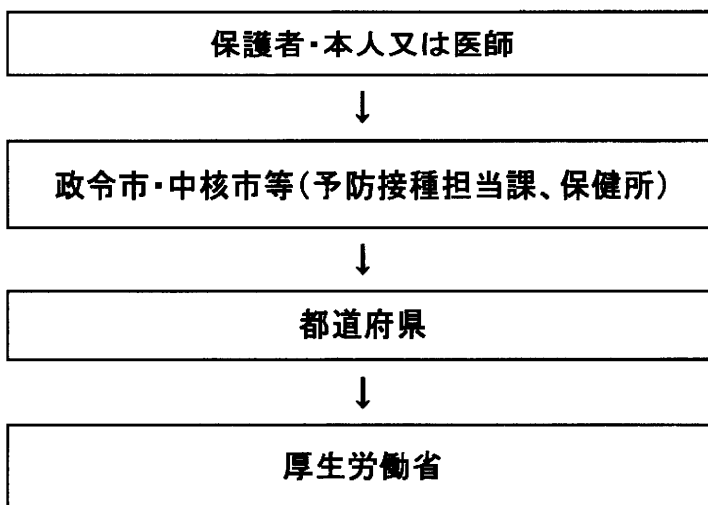 保護者・本人又は医師
↓
政令市・中核市等(予防接種担当課、保健所)
↓
都道府県
↓
厚生労働省